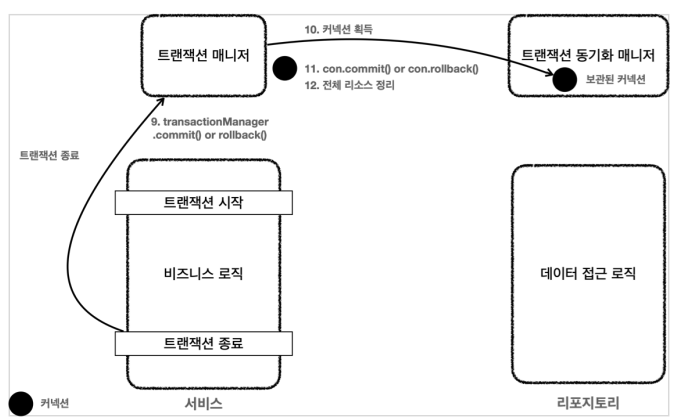 10. 커넥션 획득
트랜잭션 매니저
트랜잭션 동기화 매니저
11. con.commit() or con.rollback()
보관된 커넥션
12. 전체 리소스 정리
9. transactionManager
.commit() or rollback()
트랜잭션 종료
트랜잭션 시작
비즈니스 로직
데이터 접근 로직
트랜잭션 종료
커넥션
서비스
리포지토리